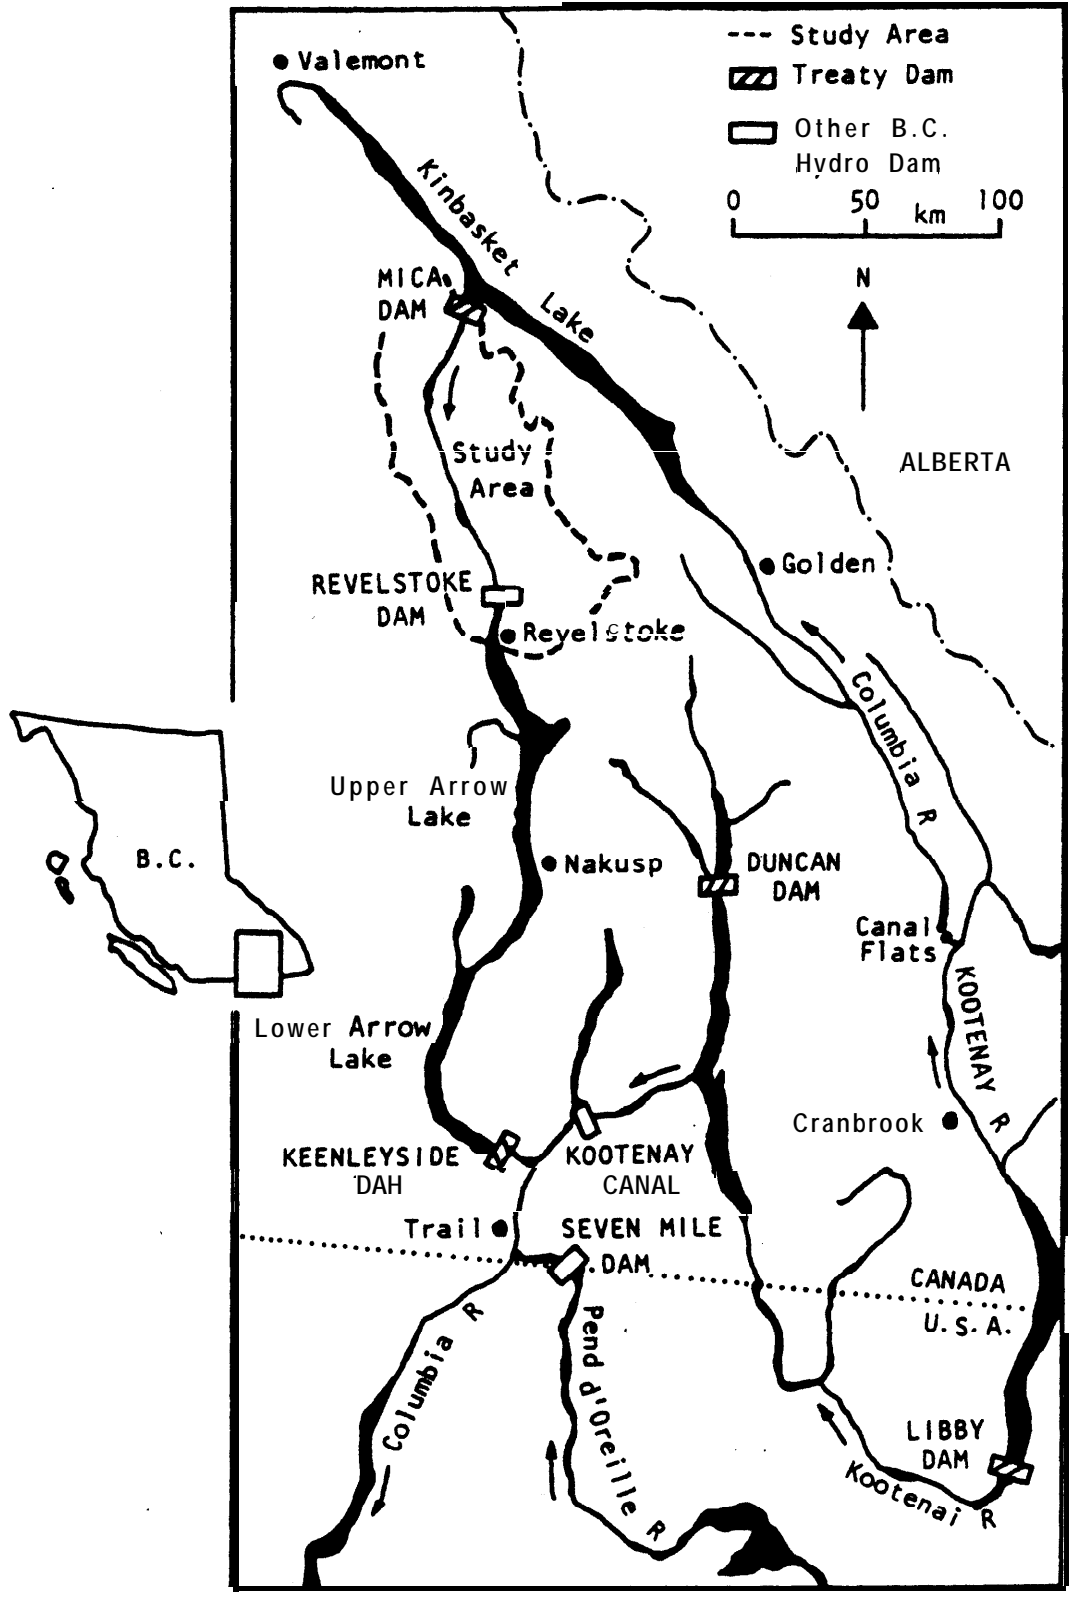 Valemont
--- Study Area
Treaty Dam
Other B.C.
Hydro Dam
0 50 100
km
Kinbasket
Lake
MICA
DAM
N
Study
Area
ALBERTA
Golden
REVELSTOKE
DAM
Revelstoke
Columbia R
Upper Arrow
Lake
B.C.
Nakusp
DUNCAN
DAM
Canal
Flats
KOOTENAY R
Lower Arrow
Lake
Cranbrook
KEENLEYSIDE
DAH
KOOTENAY
CANAL
Trail
SEVEN MILE
DAM
CANADA
U.S.A.
Columbia R
Pend d'Oreille R
LIBBY
DAM
Kootenai R